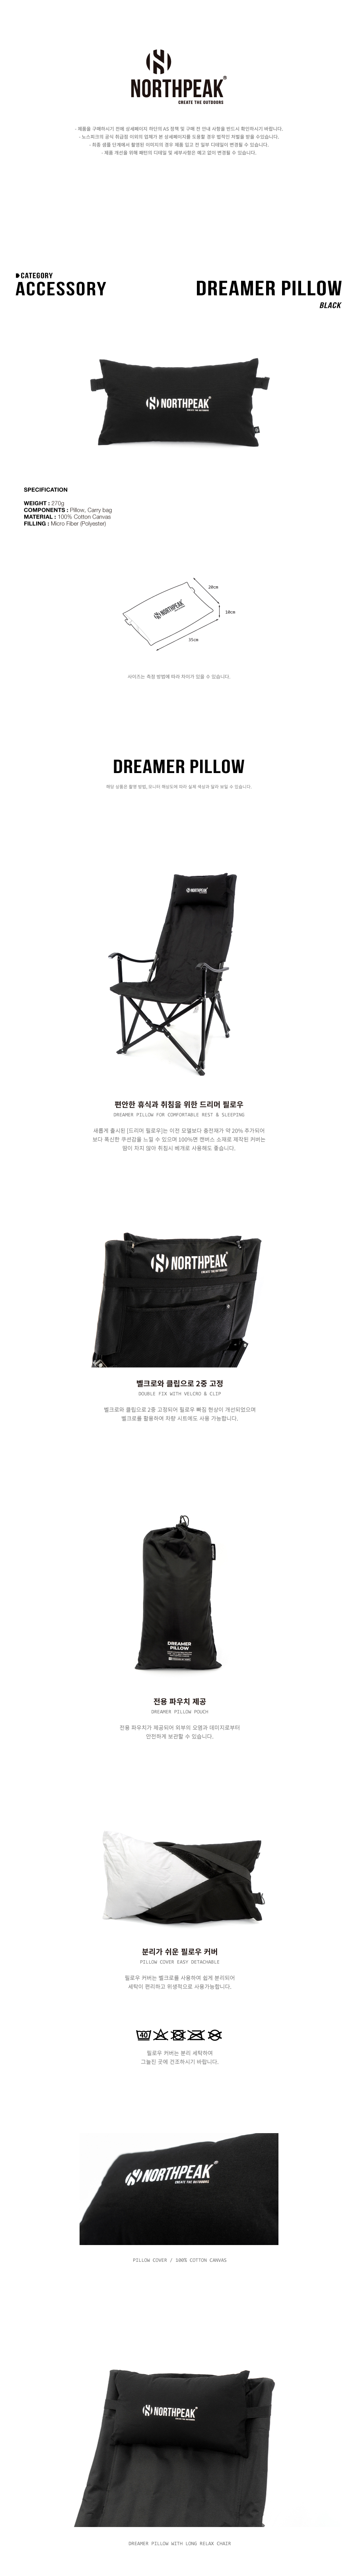 NORTHPEAK®
CREATE THE OUTDOORS
- 제품을 구매하시기 전에 상세페이지 하단의 AS 정책 및 구매 전 안내 사항을 반드시 확인하시기 바랍니다.
- 노스피크의 공식 취급점 이외의 업체가 본 상세페이지를 도용할 경우 법적인 처벌을 받을 수있습니다.
- 최종 샘플 단계에서 촬영된 이미지의 경우 제품 입고 전 일부 디테일이 변경될 수 있습니다.
- 제품 개선을 위해 패턴의 디테일 및 세부사항은 예고 없이 변경될 수 있습니다.
CATEGORY
ACCESSORY
DREAMER PILLOW
BLACK
NORTHPEAK
CREATE THE OUTDOORS
SPECIFICATION
WEIGHT : 270g
COMPONENTS : Pillow, Carry bag
MATERIAL : 100% Cotton Canvas
FILLING : Micro Fiber (Polyester)
20cm
10cm
35cm
NORTHPEAK
사이즈는 측정 방법에 따라 차이가 있을 수 있습니다.
DREAMER PILLOW
해당 상품은 촬영 방법, 모니터 해상도에 따라 실제 색상과 달라 보일 수 있습니다.
NORTHPEAK
편안한 휴식과 취침을 위한 드리머 필로우
DREAMER PILLOW FOR COMFORTABLE REST & SLEEPING
새롭게 출시된 [드리머 필로우]는 이전 모델보다 충전재가 약 20% 추가되어
보다 푹신한 쿠션감을 느낄 수 있으며 100%면 캔버스 소재로 제작된 커버는
땀이 차지 않아 취침시 베개로 사용해도 좋습니다.
NORTHPEAK
CREATE THE OUTDOORS
벨크로와 클립으로 2중 고정
DOUBLE FIX WITH VELCRO & CLIP
벨크로와 클립으로 2중 고정되어 필로우 빠짐 현상이 개선되었으며
벨크로를 활용하여 차량 시트에도 사용 가능합니다.
DREAMER
PILLOW
전용 파우치 제공
DREAMER PILLOW POUCH
전용 파우치가 제공되어 외부의 오염과 데미지로부터
안전하게 보관할 수 있습니다.
분리가 쉬운 필로우 커버
PILLOW COVER EASY DETACHABLE
필로우 커버는 벨크로를 사용하여 쉽게 분리되어
세탁이 편리하고 위생적으로 사용가능합니다.
40
필로우 커버는 분리 세탁하며
그늘진 곳에 건조하시기 바랍니다.
NORTHPEAK
CREATE THE OUTDOORS
PILLOW COVER / 100% COTTON CANVAS
NORTHPEAK
DREAMER PILLOW WITH LONG RELAX CHAIR